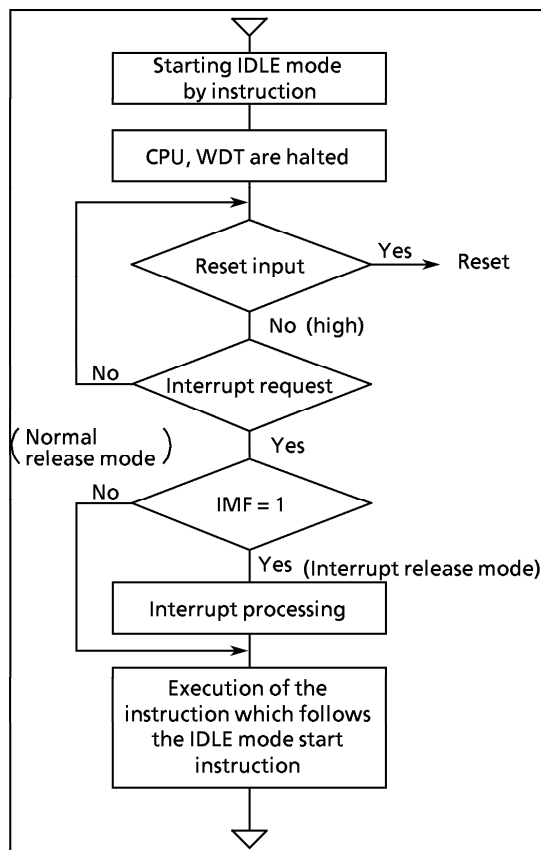 Starting IDLE mode
by instruction
CPU, WDT are halted
Reset input
Yes
Reset
No (high)
No
Interrupt request
(Normal
release mode)
Yes
No
IMF = 1
Yes (Interrupt release mode)
Interrupt processing
Execution of the
instruction which follows
the IDLE mode start
instruction